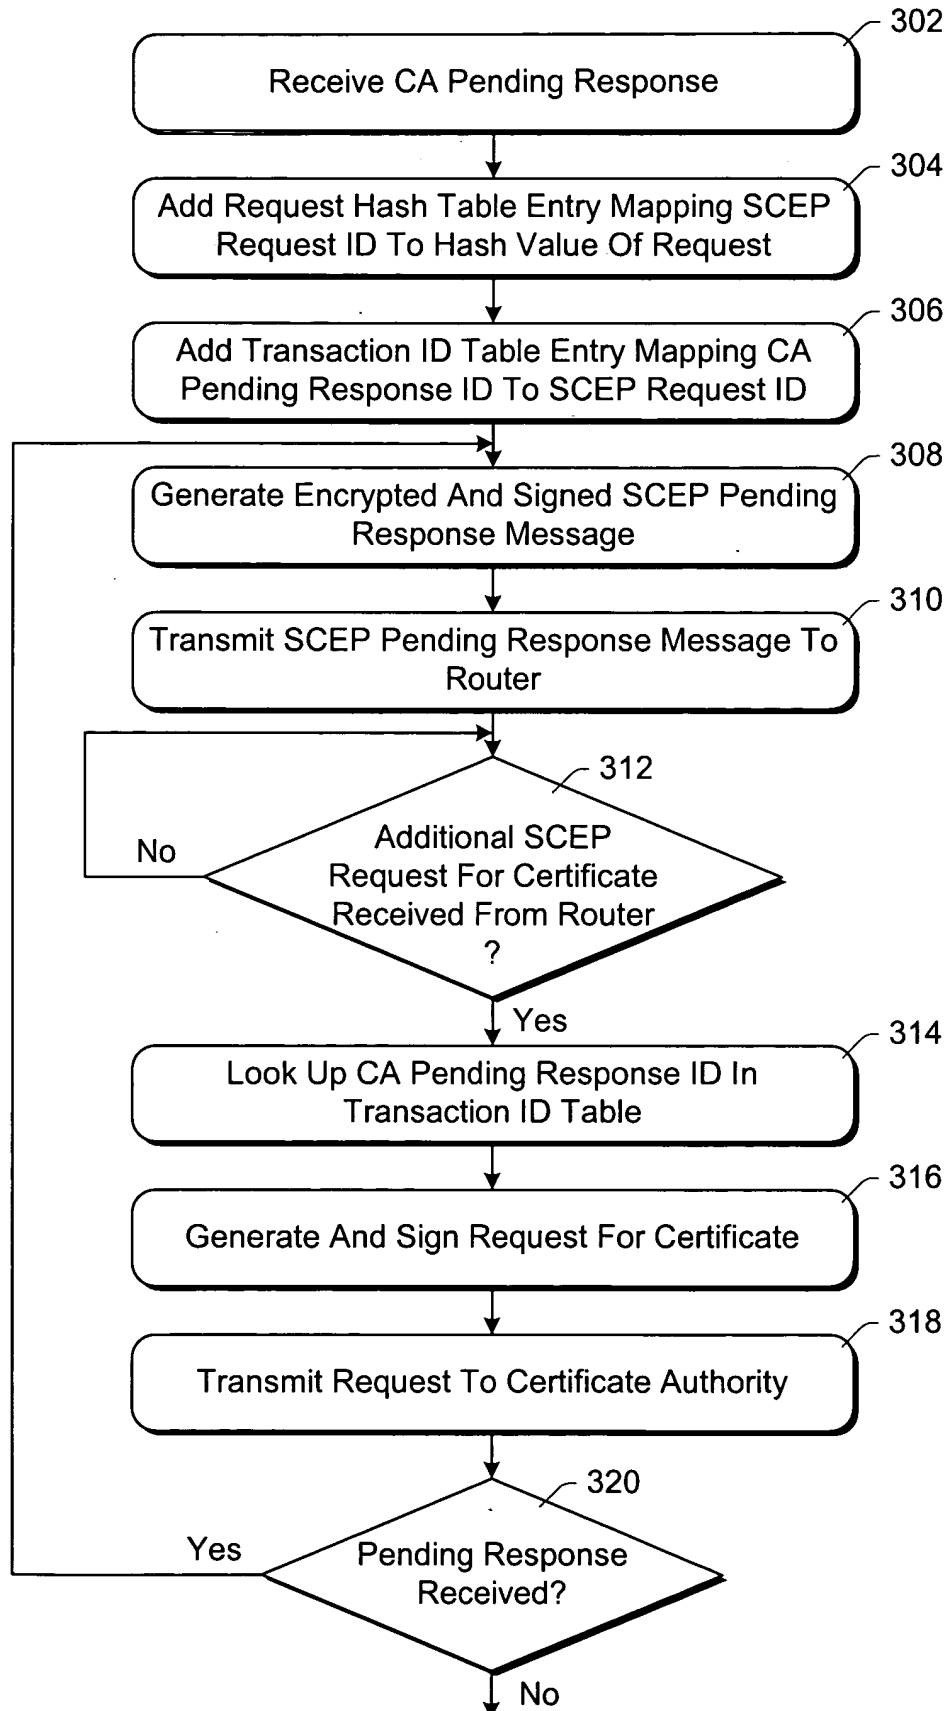 302
Receive CA Pending Response
304
Add Request Hash Table Entry Mapping SCEP
Request ID To Hash Value Of Request
306
Add Transaction ID Table Entry Mapping CA
Pending Response ID To SCEP Request ID
308
Generate Encrypted And Signed SCEP Pending
Response Message
310
Transmit SCEP Pending Response Message To
Router
312
Additional SCEP
Request For Certificate
Received From Router
?
No
Yes
314
Look Up CA Pending Response ID In
Transaction ID Table
316
Generate And Sign Request For Certificate
318
Transmit Request To Certificate Authority
320
Yes
Pending Response
Received?
No